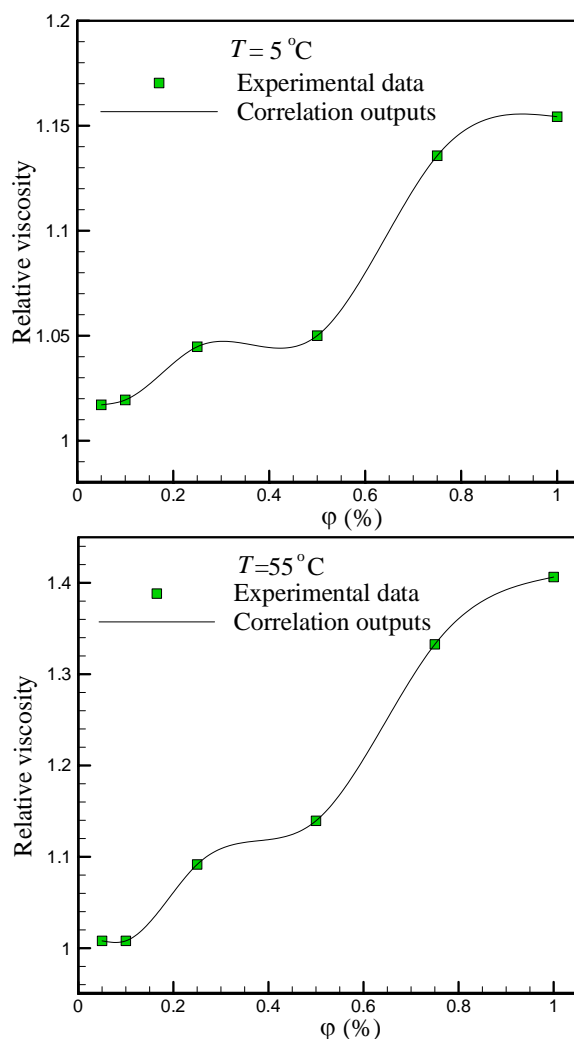 1.2
T = 5 °C
Experimental data
Correlation outputs
1.15
1.1
1.05
1
Relative viscosity
0 0.2 0.4 0.6 0.8 1
φ (%)
T=55 °C
Experimental data
Correlation outputs
1.4
1.3
1.2
1.1
1
Relative viscosity
0 0.2 0.4 0.6 0.8 1
φ (%)